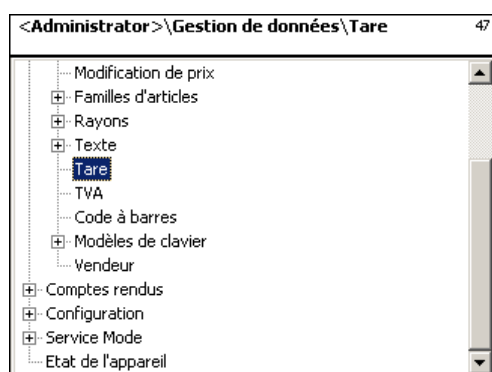 <Administrator>\Gestion de données\Tare 47
Modification de prix
Familles d'articles
Rayons
Texte
Tare
TVA
Code à barres
Modèles de clavier
Vendeur
Comptes rendus
Configuration
Service Mode
Etat de l'appareil